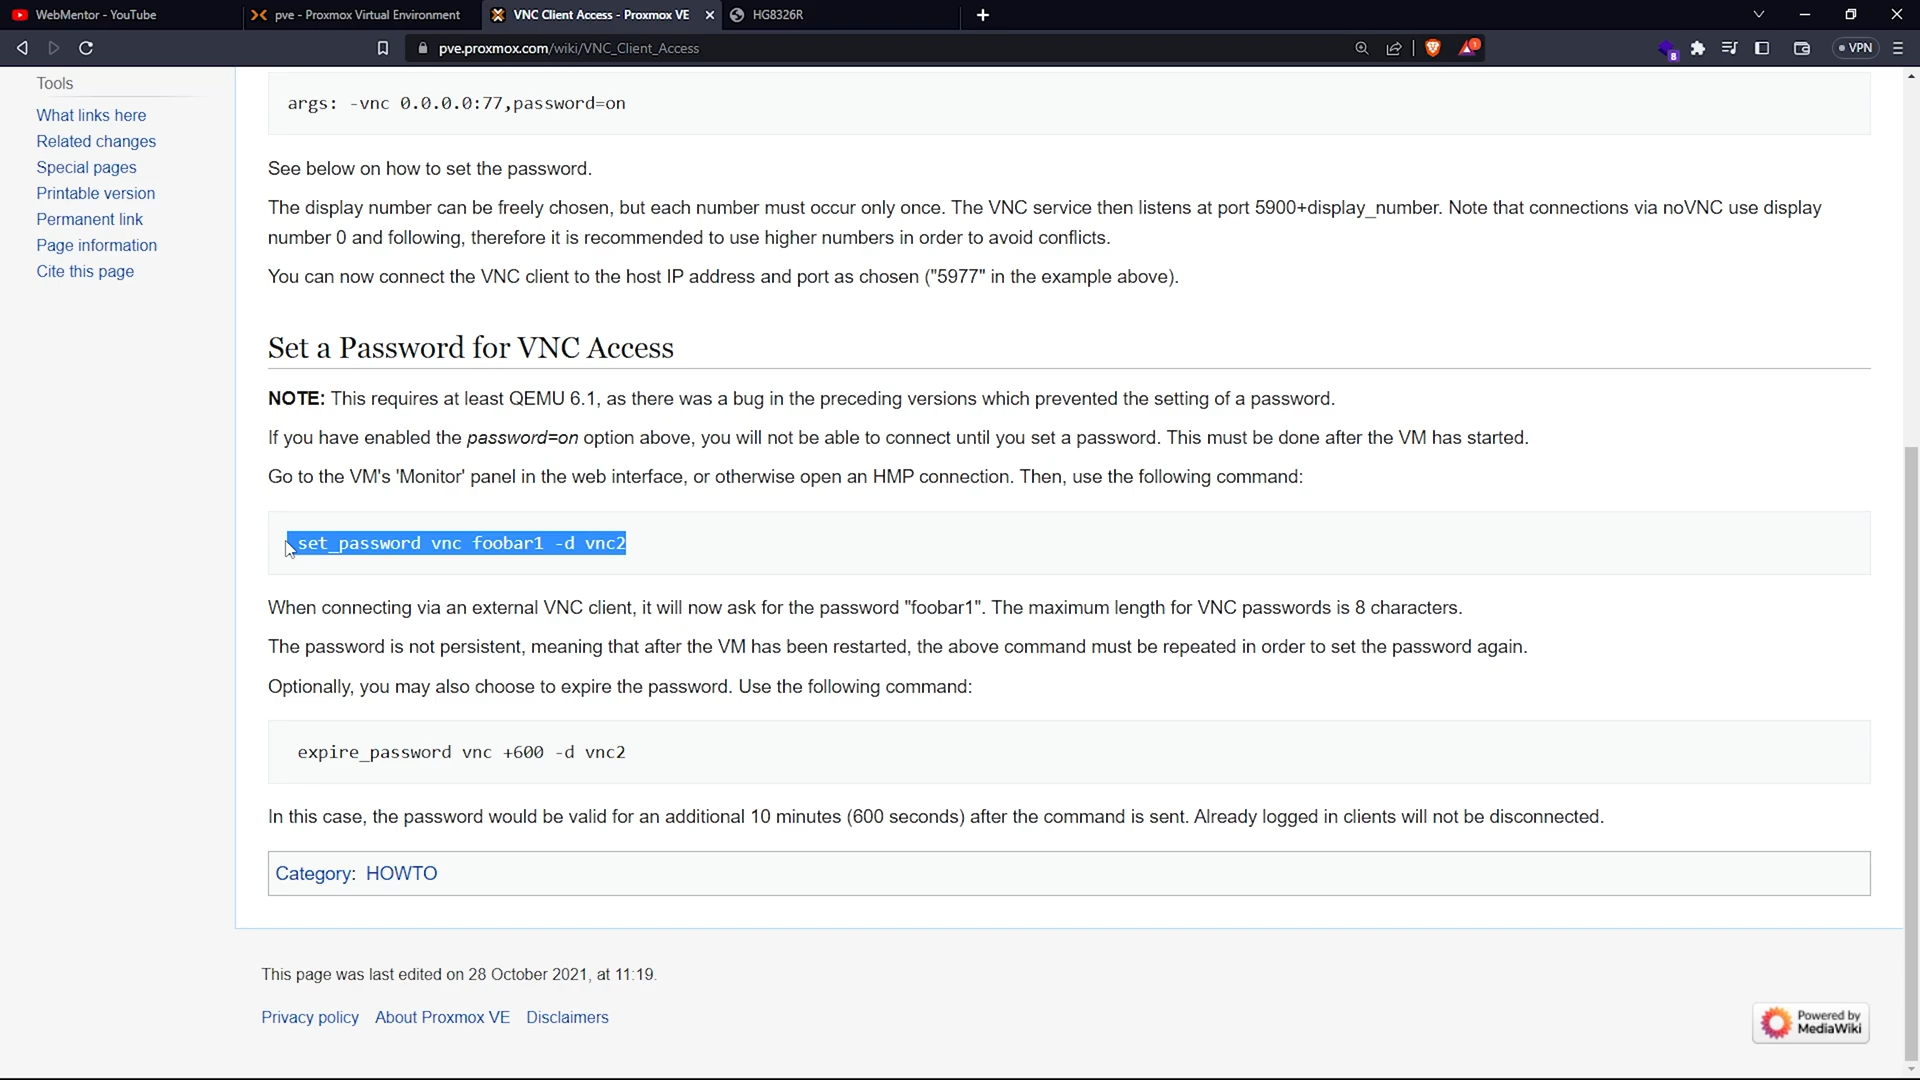 WebMentor - YouTube
pve - Proxmox Virtual Environment
VNC Client Access - Proxmox VE
HG8326R
pve.proxmox.com/wiki/VNC_Client_Access
1
8
VPN
Tools
What links here
Related changes
Special pages
Printable version
Permanent link
Page information
Cite this page
args: -vnc 0.0.0.0:77,password=on
See below on how to set the password.
The display number can be freely chosen, but each number must occur only once. The VNC service then listens at port 5900+display_number. Note that connections via noVNC use display
number 0 and following, therefore it is recommended to use higher numbers in order to avoid conflicts.
You can now connect the VNC client to the host IP address and port as chosen ("5977" in the example above).
Set a Password for VNC Access
NOTE: This requires at least QEMU 6.1, as there was a bug in the preceding versions which prevented the setting of a password.
If you have enabled the password=on option above, you will not be able to connect until you set a password. This must be done after the VM has started.
Go to the VM's 'Monitor' panel in the web interface, or otherwise open an HMP connection. Then, use the following command:
set_password vnc foobar1 -d vnc2
When connecting via an external VNC client, it will now ask for the password "foobar1". The maximum length for VNC passwords is 8 characters.
The password is not persistent, meaning that after the VM has been restarted, the above command must be repeated in order to set the password again.
Optionally, you may also choose to expire the password. Use the following command:
expire_password vnc +600 -d vnc2
In this case, the password would be valid for an additional 10 minutes (600 seconds) after the command is sent. Already logged in clients will not be disconnected.
Category: HOWTO
This page was last edited on 28 October 2021, at 11:19.
Privacy policy About Proxmox VE Disclaimers
Powered by
MediaWiki